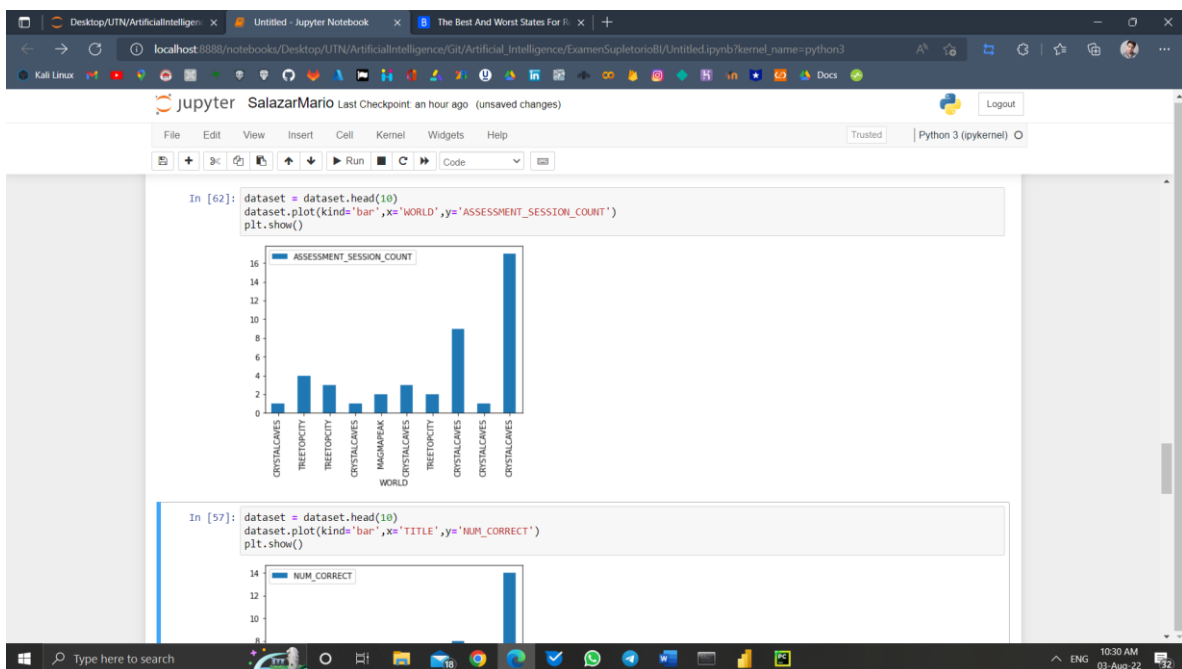 Desktop/UTN/ArtificialIntelligen
Untitled - Jupyter Notebook
The Best And Worst States For R
localhost:8888/notebooks/Desktop/UTN/ArtificialIntelligence/Git/Artificial_Intelligence/ExamenSupletorioBI/Untitled.ipynb?kernel_name=python3
Kali Linux
Docs
jupyter SalazarMario Last Checkpoint: an hour ago (unsaved changes)
Logout
File Edit View Insert Cell Kernel Widgets Help
Trusted
Python 3 (ipykernel)
Run
Code
In [62]: dataset = dataset.head(10)
dataset.plot(kind='bar',x='WORLD',y='ASSESSMENT_SESSION_COUNT')
plt.show()
ASSESSMENT_SESSION_COUNT
16
14
12
10
8
6
4
2
0
CRYSTALCAVES
TREETOPCITY
TREETOPCITY
CRYSTALCAVES
MAGMAPEAK
CRYSTALCAVES
TREETOPCITY
CRYSTALCAVES
CRYSTALCAVES
CRYSTALCAVES
WORLD
In [57]: dataset = dataset.head(10)
dataset.plot(kind='bar',x='TITLE',y='NUM_CORRECT')
plt.show()
NUM_CORRECT
14
12
10
8
Type here to search
18
ENG
10:30 AM
03-Aug-22
32